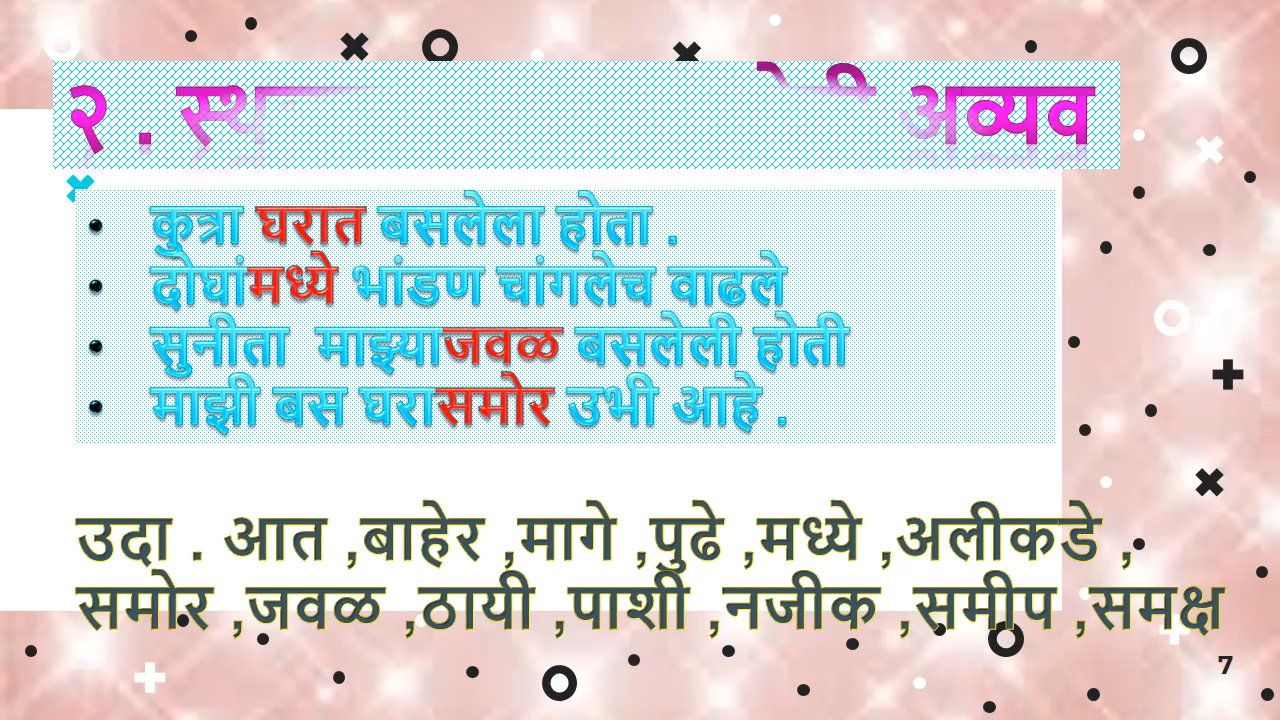 २ . अव्यव
कुत्रा घरात बसलेला होता .
दोघांमध्ये भांडण चांगलेच वाढले
सुनीता माझ्याजवळ बसलेली होती
माझी बस घरासमोर उभी आहे .
उदा . आत ,बाहेर ,मागे ,पुढे ,मध्ये ,अलीकडे ,
समोर ,जवळ ,ठायी ,पाशी ,नजीक ,समीप ,समक्ष
7